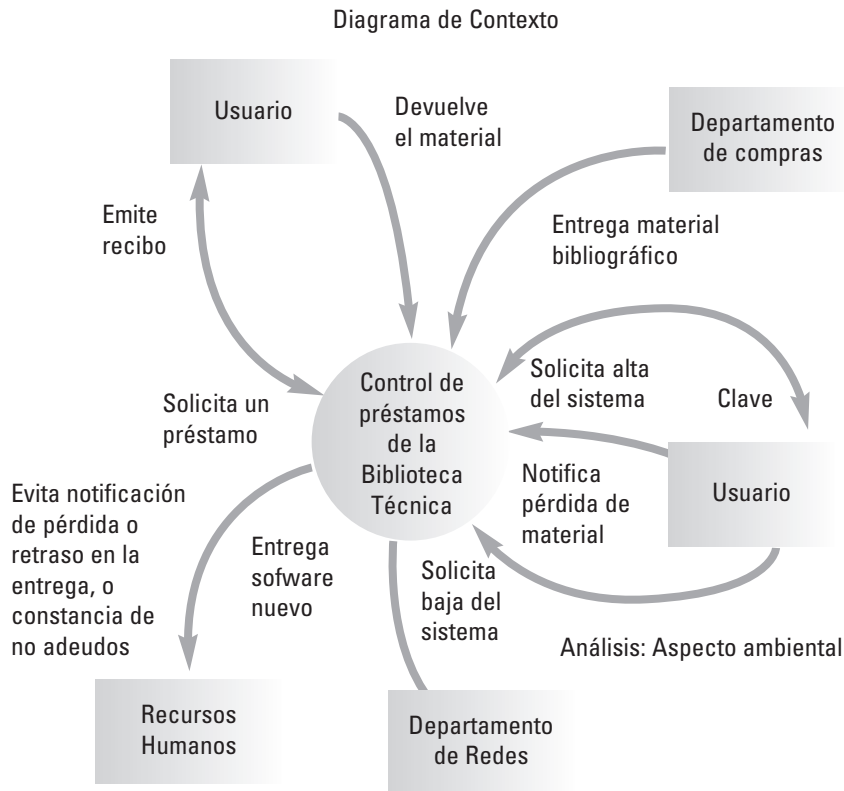 Diagrama de Contexto
Usuario
Devuelve
el material
Departamento
de compras
Emite
recibo
Entrega material
bibliográfico
Solicita un
préstamo
Control de
préstamos
de la
Biblioteca
Técnica
Solicita alta
del sistema
Clave
Notifica
pérdida de
material
Usuario
Evita notificación
de pérdida o
retraso en la
entrega, o
constancia de
no adeudos
Entrega
sofware
nuevo
Solicita
baja del
sistema
Análisis: Aspecto ambiental
Recursos
Humanos
Departamento
de Redes